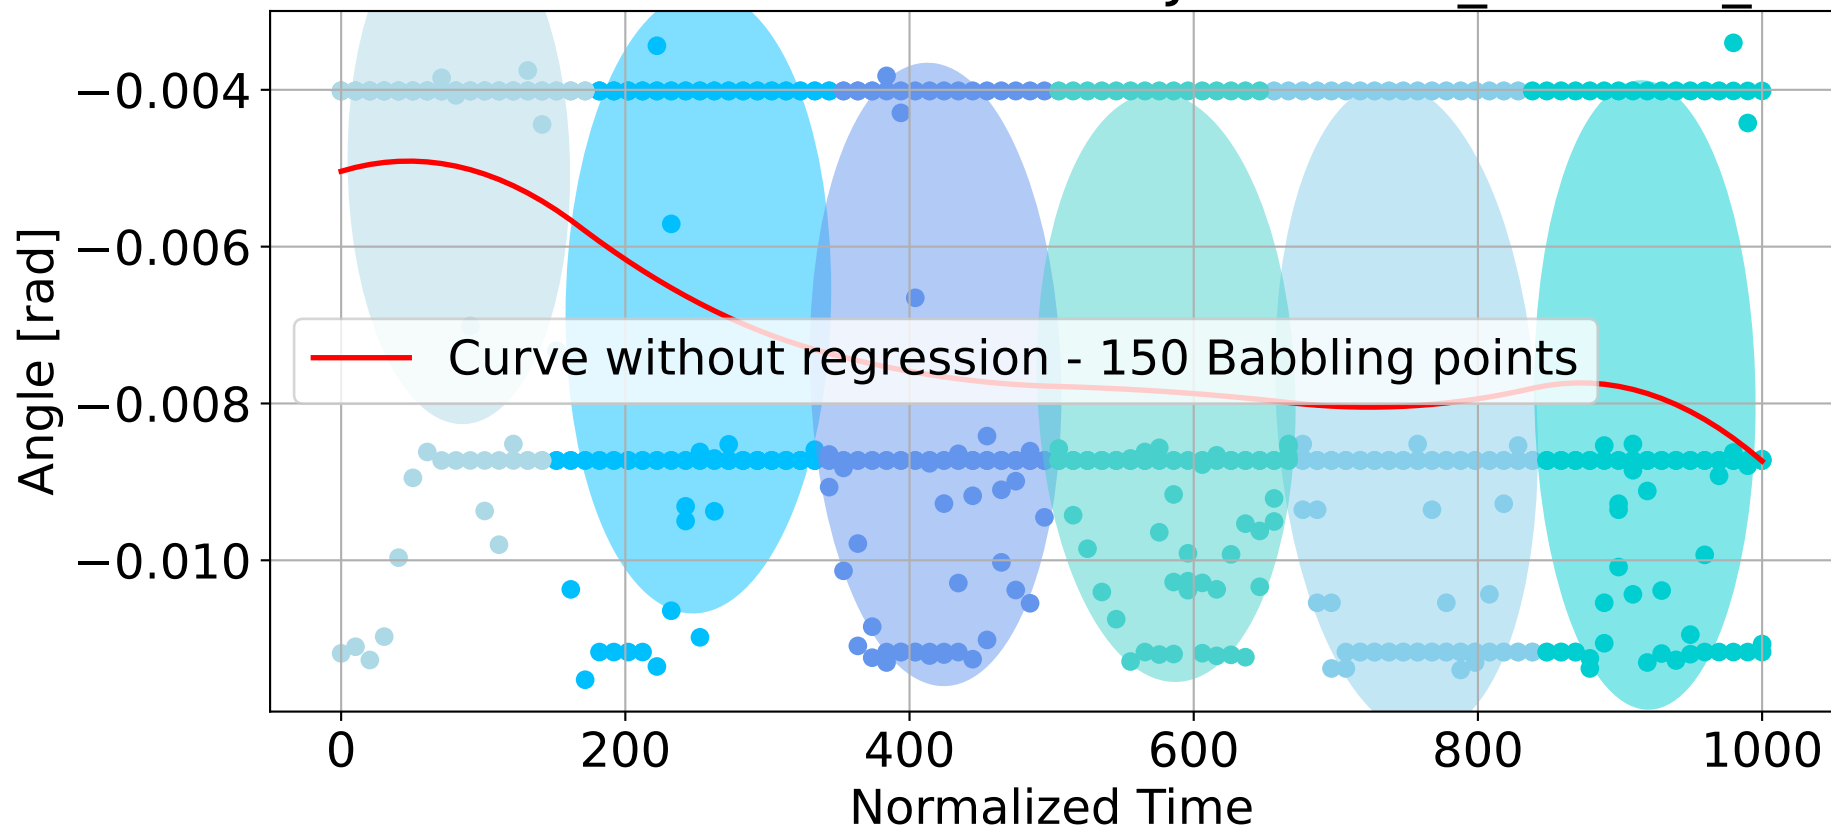 −0.004
−0.006
−0.008
−0.010
Angle [rad]
Curve without regression - 150 Babbling points
0 200 400 600 800 1000
Normalized Time